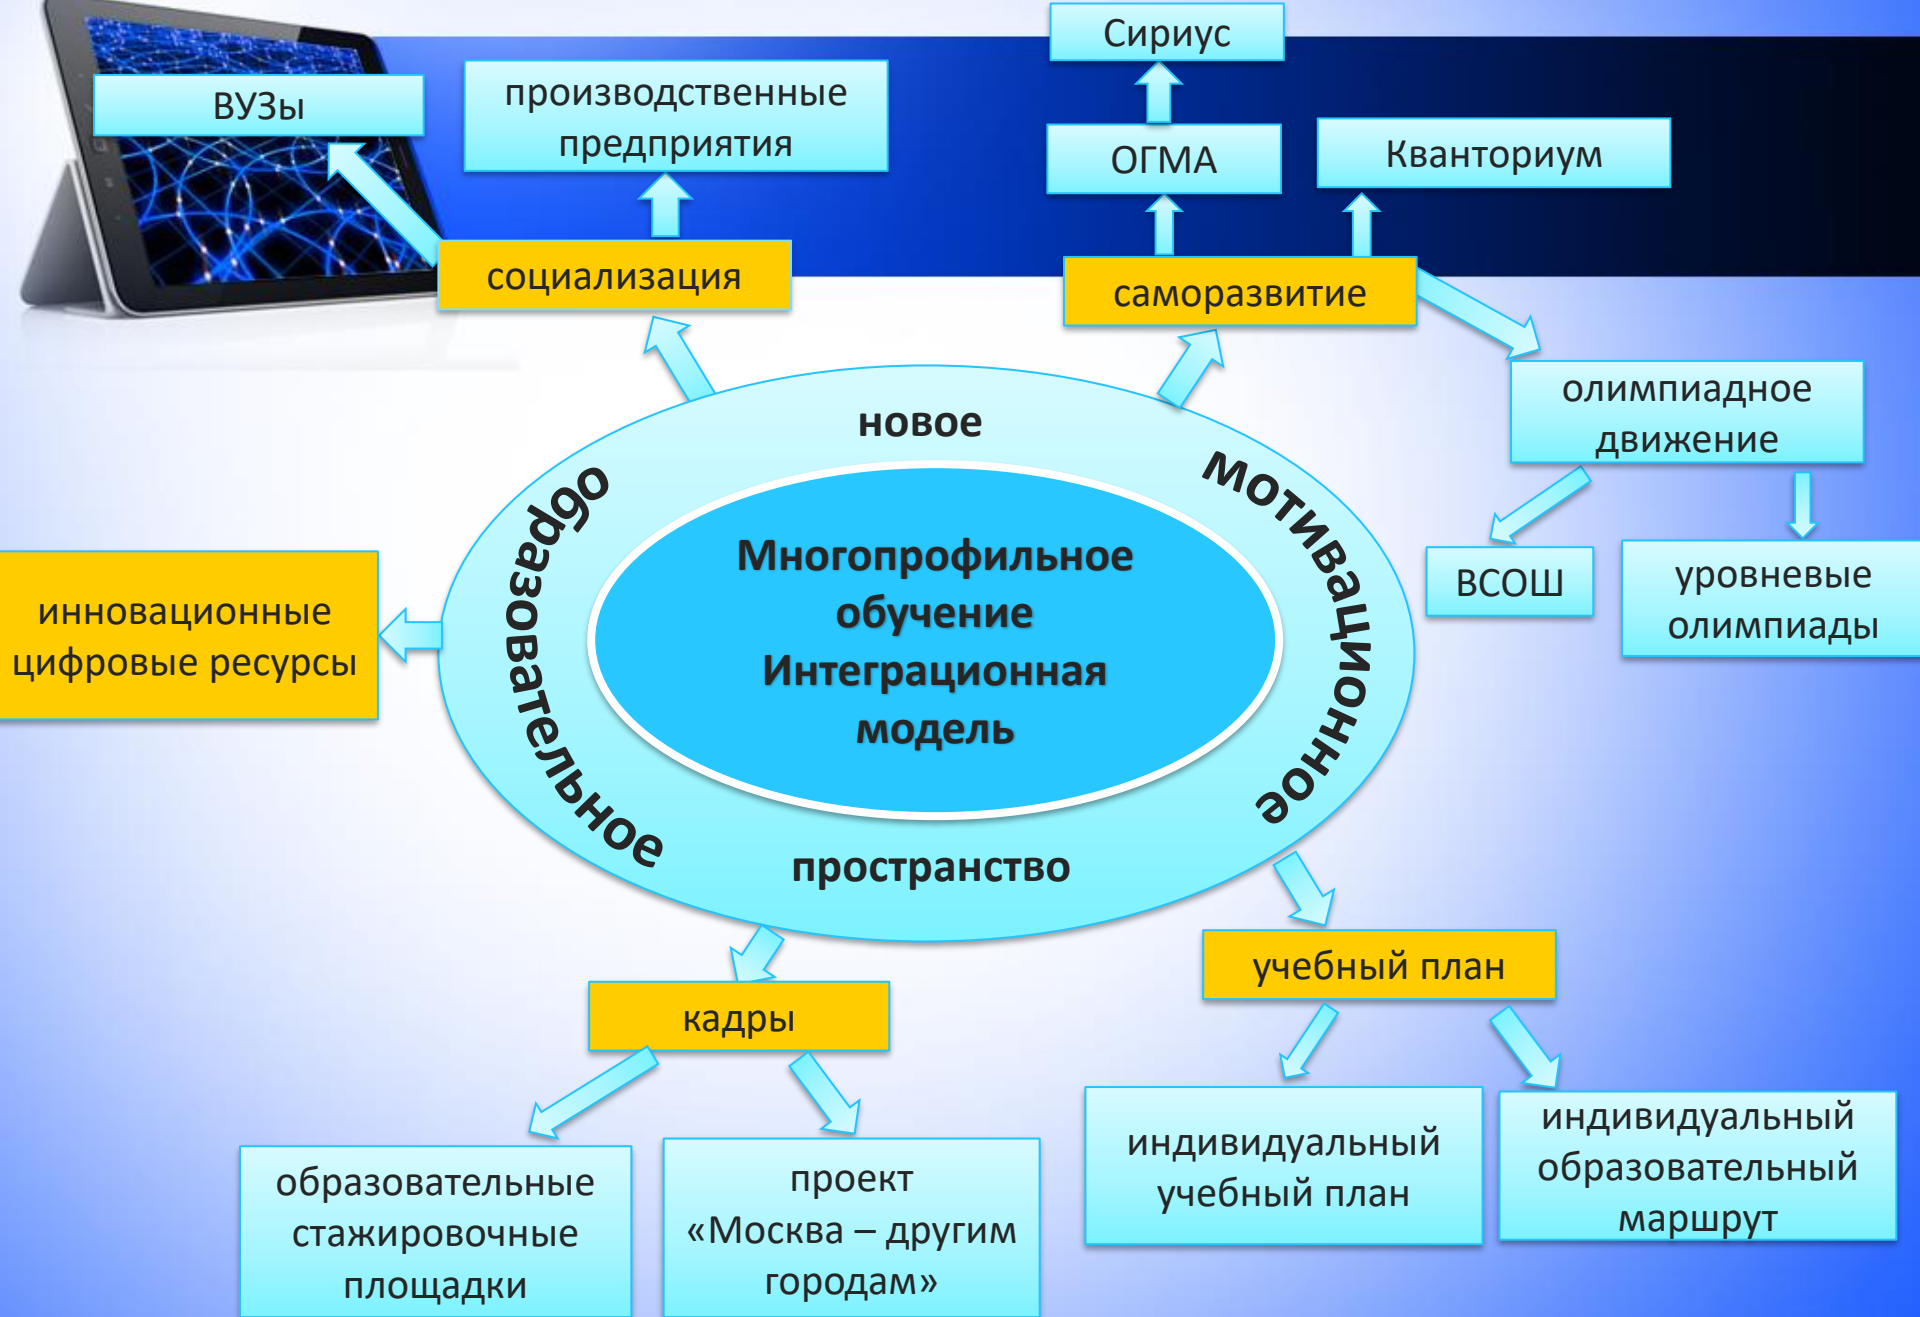 Сириус
ВУЗы
производственные
предприятия
ОГМА
Кванториум
социализация
саморазвитие
олимпиадное
движение
ВСОШ
уровневые
олимпиады
новое
мотивационное
образовательное
пространство
Многопрофильное
обучение
Интеграционная
модель
инновационные
цифровые ресурсы
кадры
учебный план
образовательные
стажировочные
площадки
проект
«Москва – другим
городам»
индивидуальный
учебный план
индивидуальный
образовательный
маршрут